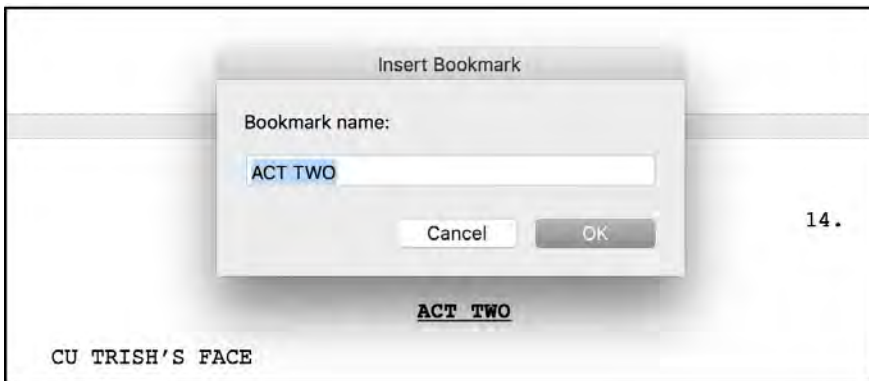 Insert Bookmark
Bookmark name:
ACT TWO
Cancel OK
14.
ACT TWO
CU TRISH'S FACE